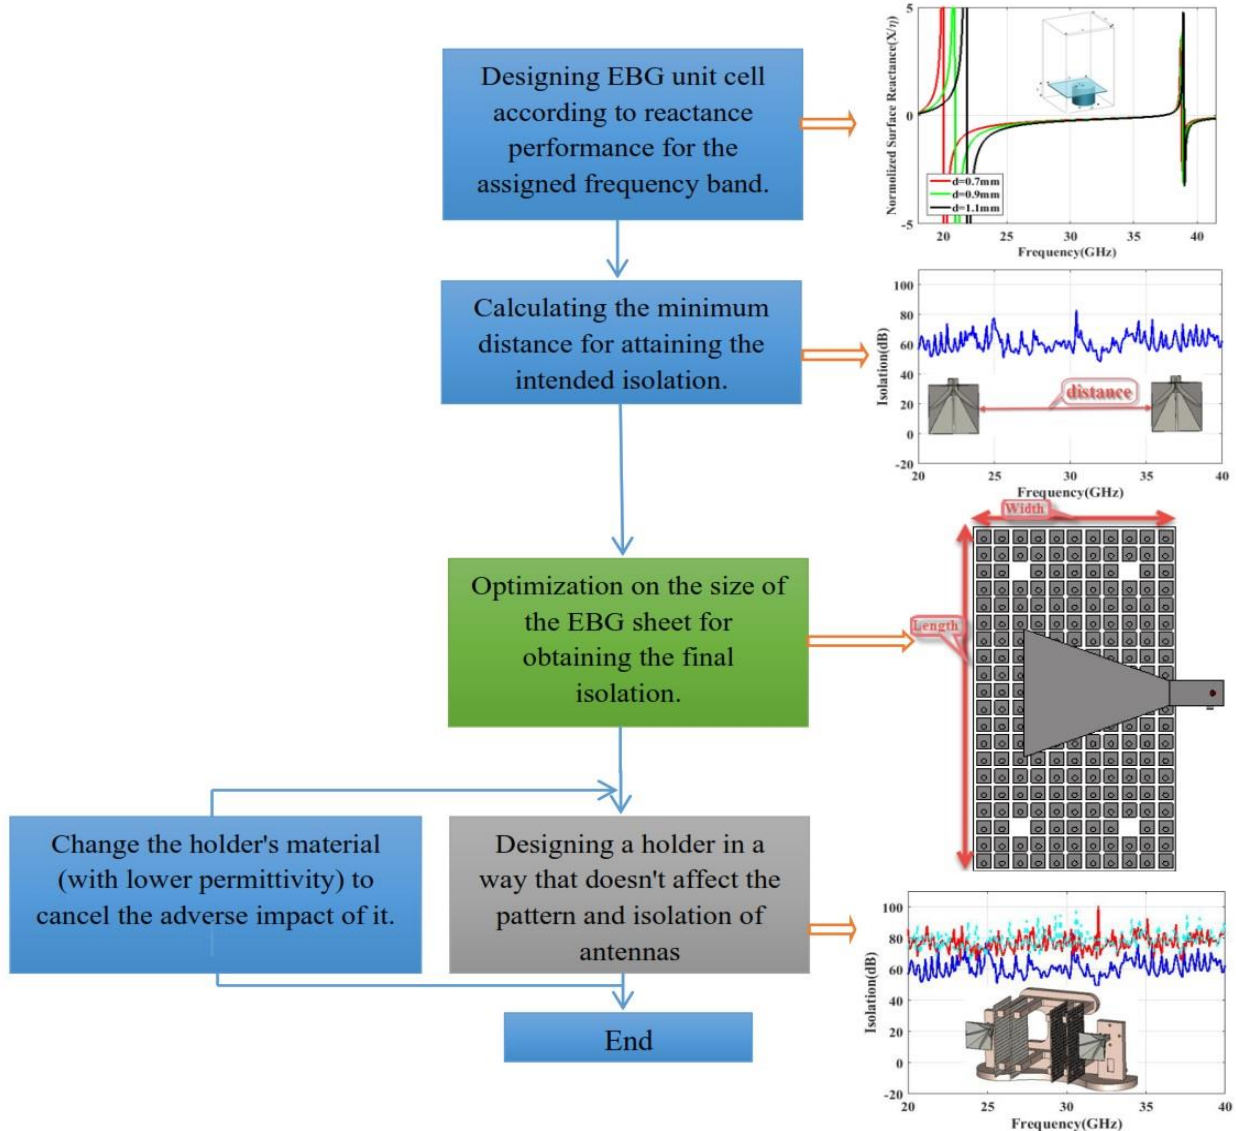 Designing EBG unit cell
according to reactance
performance for the
assigned frequency band.
5
0
-5
Normolized Surface Reactance(X/η)
d=0.7mm
d=0.9mm
d=1.1mm
20 25 30 35 40
Frequency(GHz)
Calculating the minimum
distance for attaining the
intended isolation.
100
80
60
40
20
0
-20
Isolation(dB)
distance
20 25 30 35 40
Frequency(GHz)
Optimization on the size of
the EBG sheet for
obtaining the final
isolation.
Width
Length
Change the holder's material
(with lower permittivity) to
cancel the adverse impact of it.
Designing a holder in a
way that doesn't affect the
pattern and isolation of
antennas
100
80
60
40
20
0
-20
Isolation(dB)
20 25 30 35 40
Frequency(GHz)
End